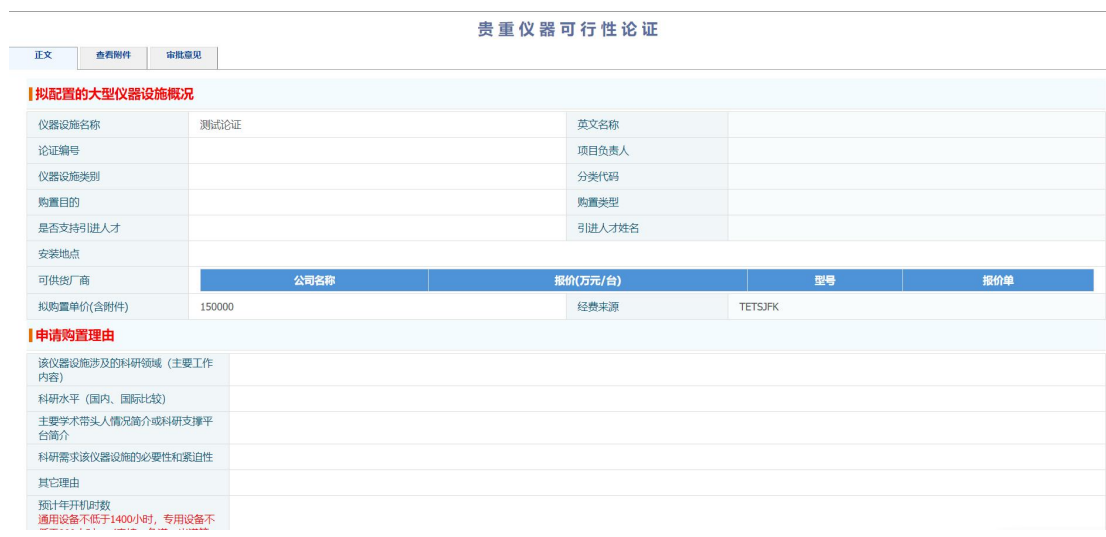 贵重仪器可行性论证
正文 查看附件 审批意见
拟配置的大型仪器设施概况
仪器设施名称 测试论证 英文名称
论证编号 项目负责人
仪器设施类别 分类代码
购置目的 购置类型
是否支持引进人才 引进人才姓名
安装地点
可供货厂商 公司名称 报价(万元/台) 型号 报价单
拟购置单价(含附件) 150000 经费来源 TETSJFK
申请购置理由
该仪器设施涉及的科研领域（主要工作
内容）
科研水平（国内、国际比较）
主要学术带头人情况简介或科研支撑平
台简介
科研需求该仪器设施的必要性和紧迫性
其它理由
预计年开机时数
通用设备不低于1400小时，专用设备不